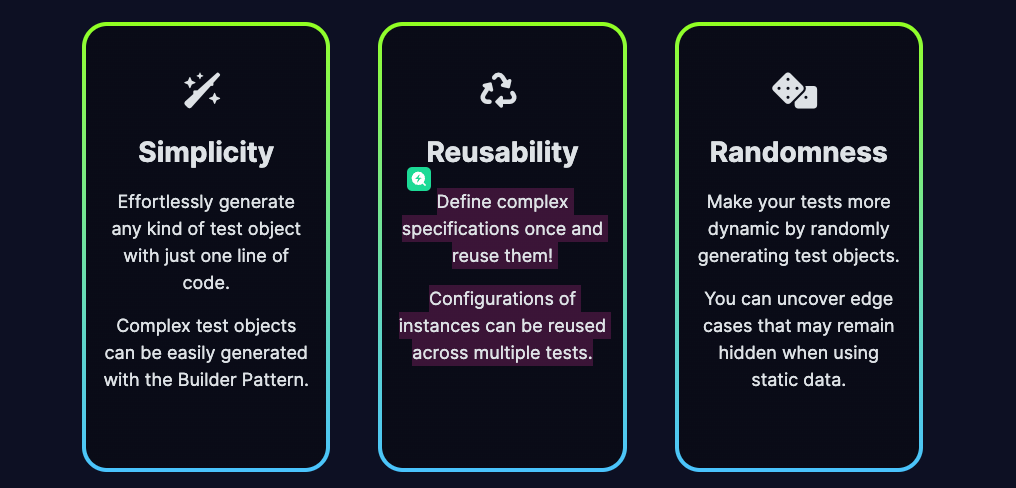 Simplicity
Effortlessly generate
any kind of test object
with just one line of
code.
Complex test objects
can be easily generated
with the Builder Pattern.
Reusability
Define complex
specifications once and
reuse them!
Configurations of
instances can be reused
across multiple tests.
Randomness
Make your tests more
dynamic by randomly
generating test objects.
You can uncover edge
cases that may remain
hidden when using
static data.